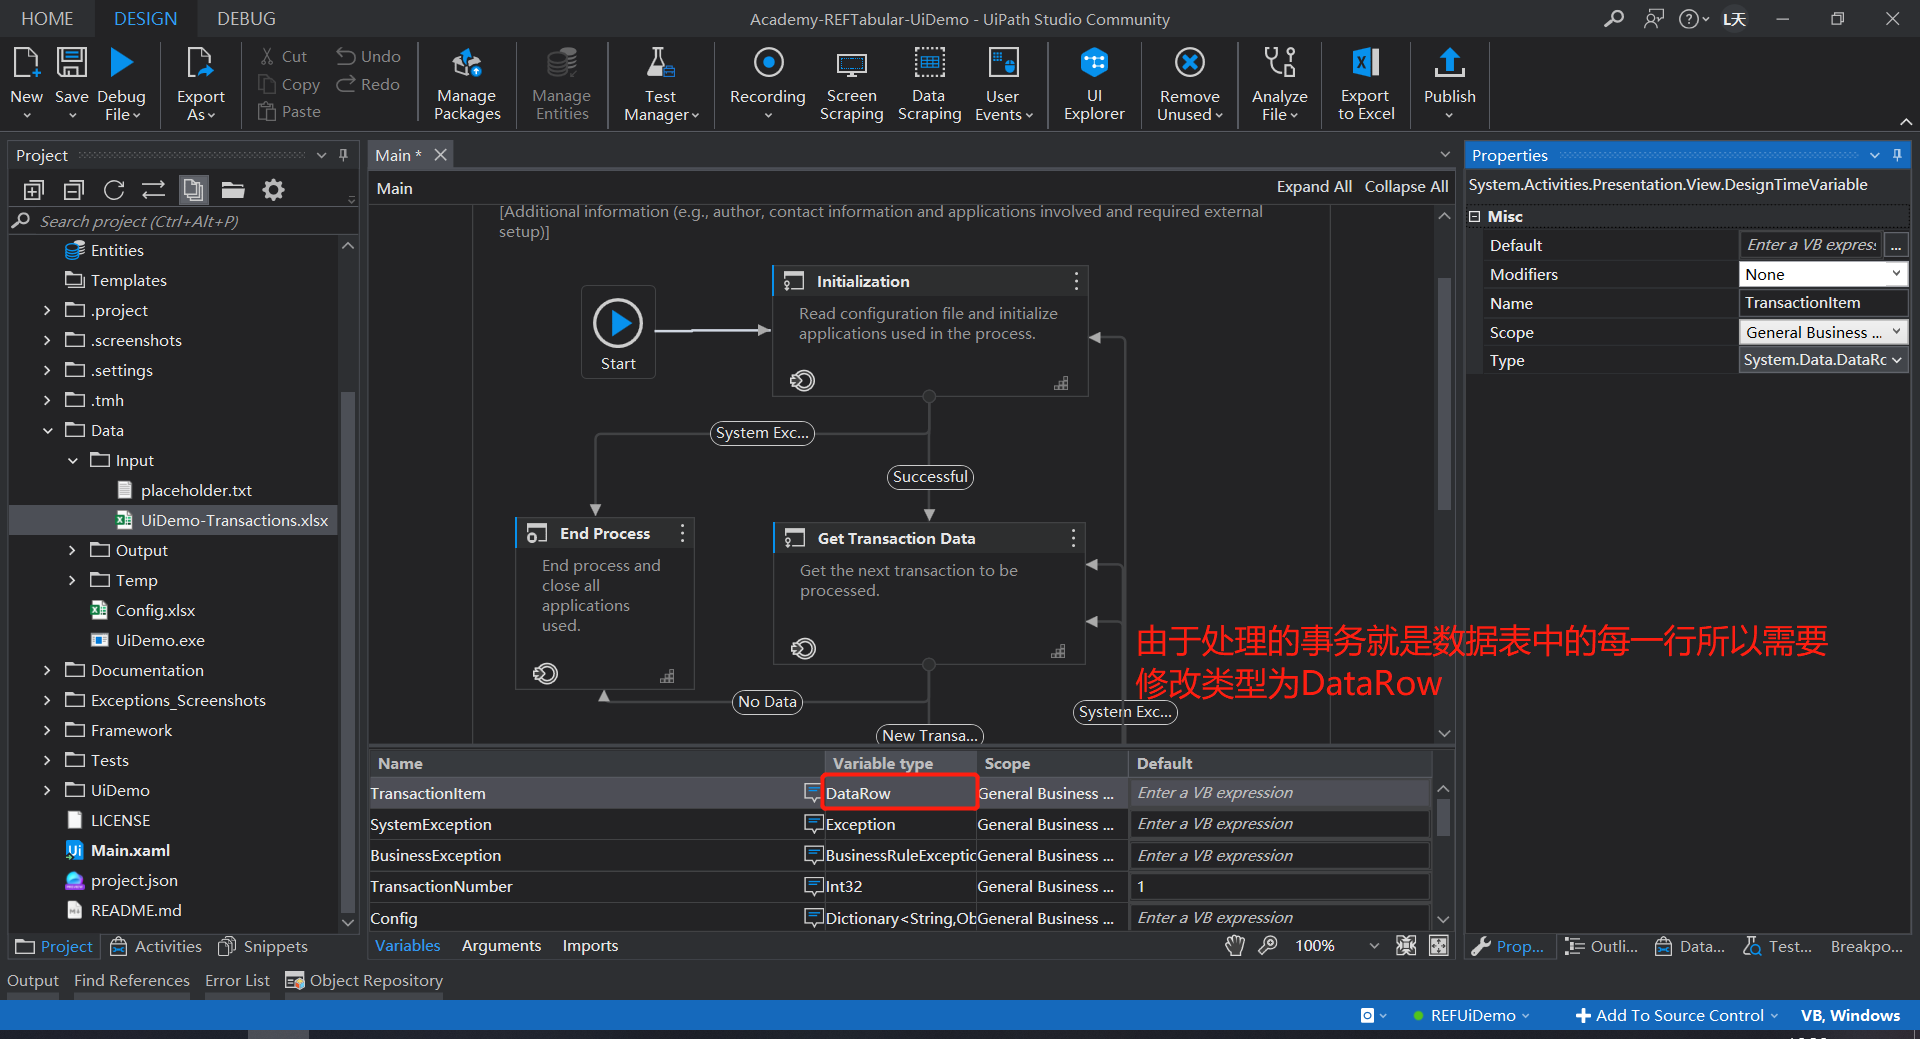 HOME DESIGN DEBUG
Academy-REFTabular-UiDemo - UiPath Studio Community
L天
New
Save
Debug
File
Export
As
Cut
Copy
Paste
Undo
Redo
Manage
Packages
Manage
Entities
Test
Manager
Recording
Screen
Scraping
Data
Scraping
User
Events
UI
Explorer
Remove
Unused
Analyze
File
Export
to Excel
Publish
Project
Search project (Ctrl+Alt+P)
Entities
Templates
.project
.screenshots
.settings
.tmh
Data
Input
placeholder.txt
UiDemo-Transactions.xlsx
Output
Temp
Config.xlsx
UiDemo.exe
Documentation
Exceptions_Screenshots
Framework
Tests
UiDemo
LICENSE
Main.xaml
project.json
README.md
Project Activities Snippets
Main *
Main
Expand All Collapse All
[Additional information (e.g., author, contact information and applications involved and required external
setup)]
Start
Initialization
Read configuration file and initialize
applications used in the process.
System Exc...
Successful
End Process
End process and
close all
applications
used.
Get Transaction Data
Get the next transaction to be
processed.
No Data
New Transa...
System Exc...
由于处理的事务就是数据表中的每一行所以需要
修改类型为DataRow
Name Variable type Scope Default
TransactionItem DataRow General Business ... Enter a VB expression
SystemException Exception General Business ... Enter a VB expression
BusinessException BusinessRuleExceptic General Business ... Enter a VB expression
TransactionNumber Int32 General Business ... 1
Config Dictionary<String,Ob General Business ... Enter a VB expression
Variables Arguments Imports
100%
Properties
System.Activities.Presentation.View.DesignTimeVariable
Misc
Default Enter a VB express ...
Modifiers None
Name TransactionItem
Scope General Business ...
Type System.Data.DataRc
Prop... Outli... Data... Test... Breakpo...
Output Find References Error List Object Repository
REFUiDemo Add To Source Control VB, Windows